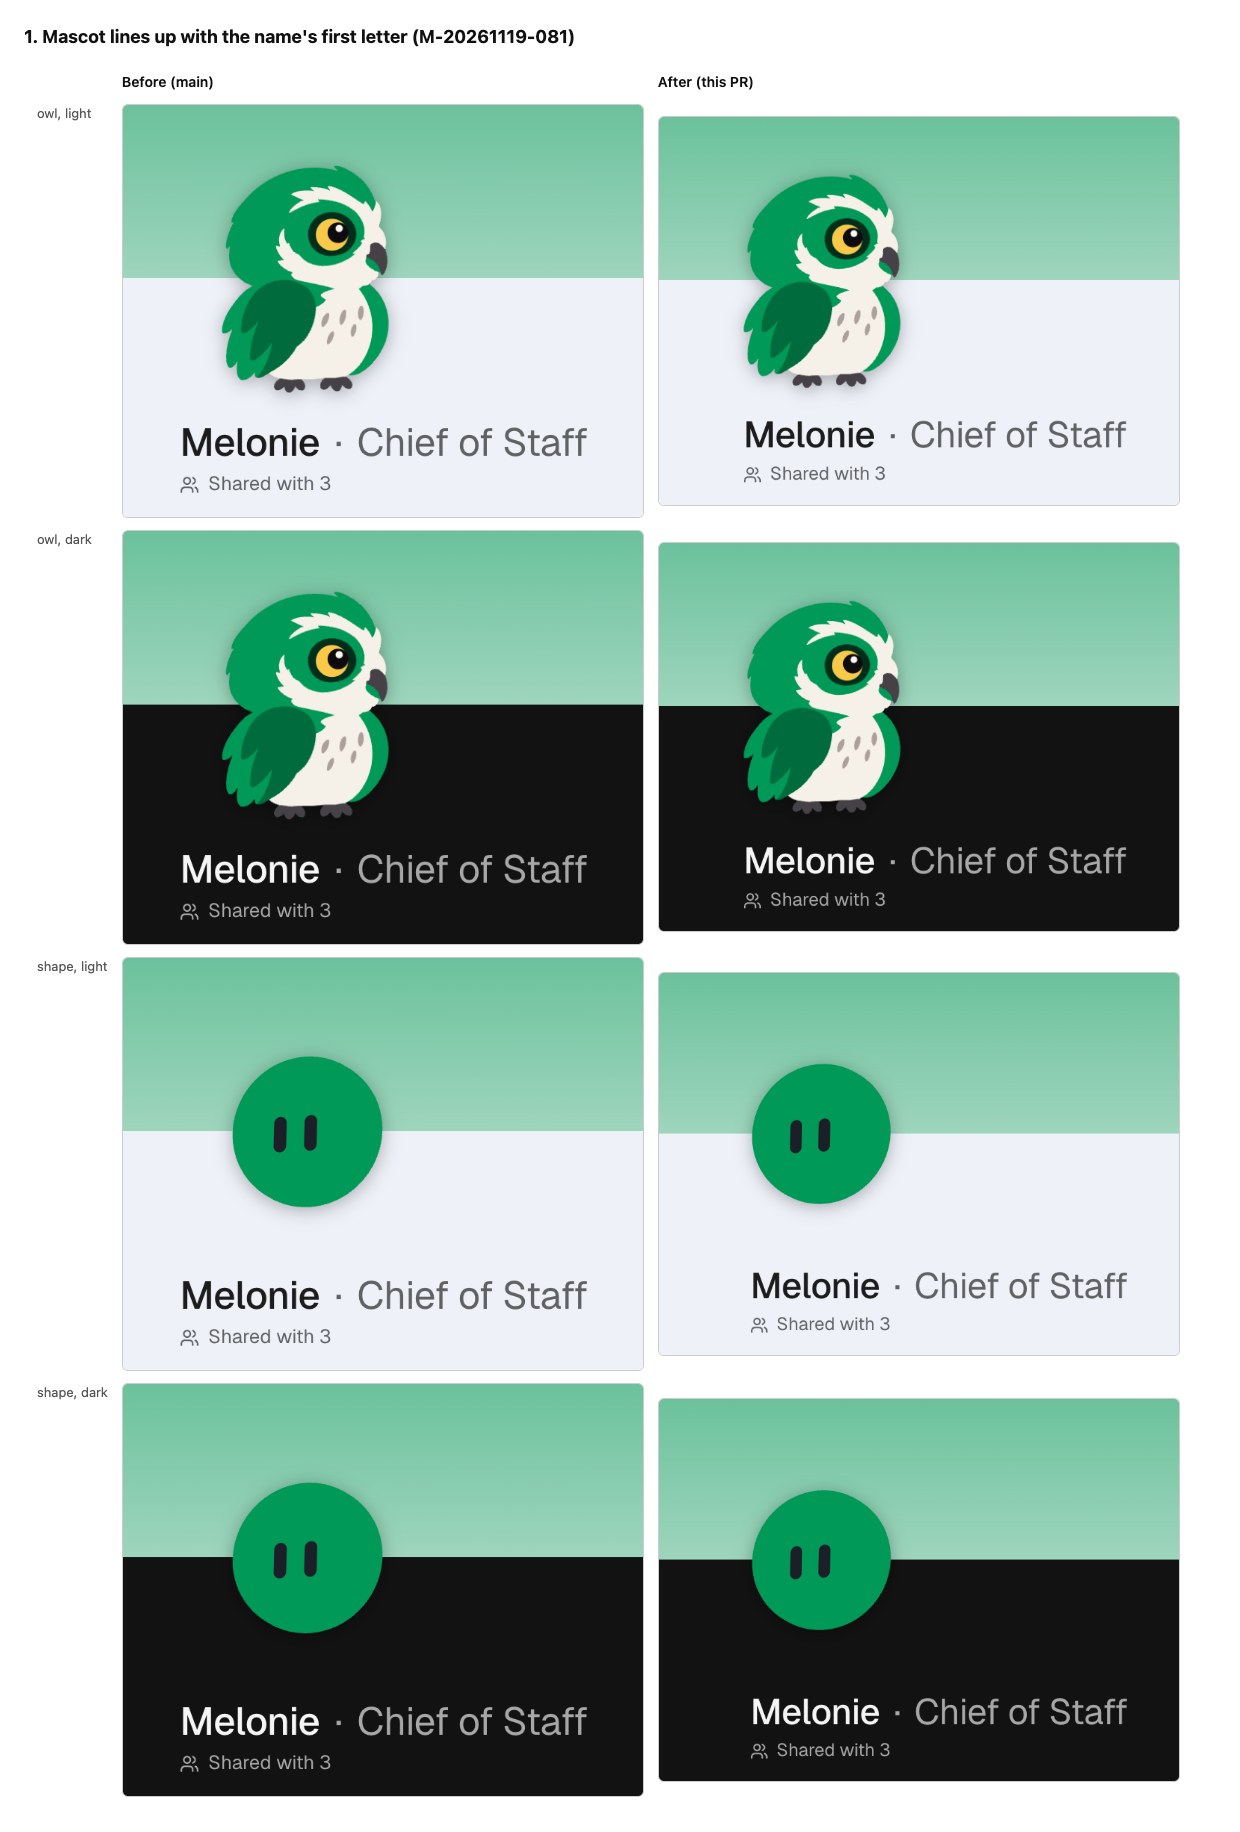 1. Mascot lines up with the name's first letter (M-20261119-081)
Before (main)
After (this PR)
owl, light
Melonie · Chief of Staff
Shared with 3
Melonie · Chief of Staff
Shared with 3
owl, dark
Melonie · Chief of Staff
Shared with 3
Melonie · Chief of Staff
Shared with 3
shape, light
Melonie · Chief of Staff
Shared with 3
Melonie · Chief of Staff
Shared with 3
shape, dark
Melonie · Chief of Staff
Shared with 3
Melonie · Chief of Staff
Shared with 3